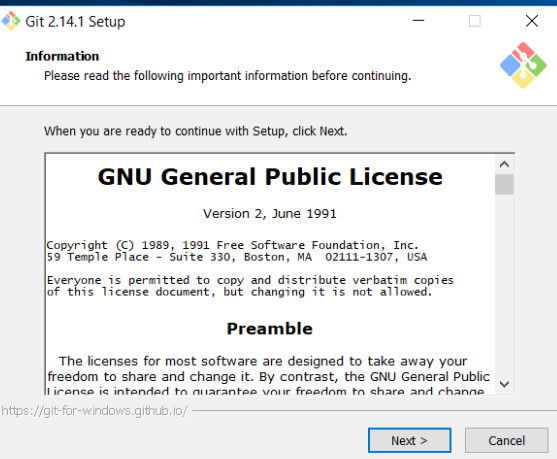 Git 2.14.1 Setup
Information
Please read the following important information before continuing.
When you are ready to continue with Setup, click Next.
GNU General Public License
Version 2, June 1991
Copyright (C) 1989, 1991 Free Software Foundation, Inc.
59 Temple Place - Suite 330, Boston, MA  02111-1307, USA
Everyone is permitted to copy and distribute verbatim copies
of this license document, but changing it is not allowed.
Preamble
The licenses for most software are designed to take away your
freedom to share and change it. By contrast, the GNU General Public
License is intended to guarantee your freedom to share and change
https://git-for-windows.github.io/
Next >
Cancel